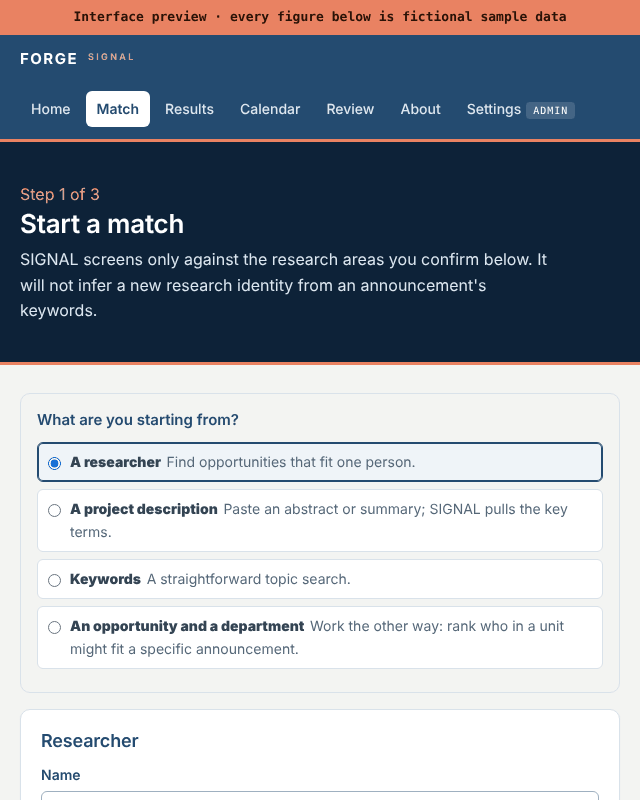 Interface preview · every figure below is fictional sample data
FORGE SIGNAL
Home Match Results Calendar Review About Settings ADMIN
Step 1 of 3
Start a match
SIGNAL screens only against the research areas you confirm below. It
will not infer a new research identity from an announcement's
keywords.
What are you starting from?
A researcher Find opportunities that fit one person.
A project description Paste an abstract or summary; SIGNAL pulls the key
terms.
Keywords A straightforward topic search.
An opportunity and a department Work the other way: rank who in a unit
might fit a specific announcement.
Researcher
Name